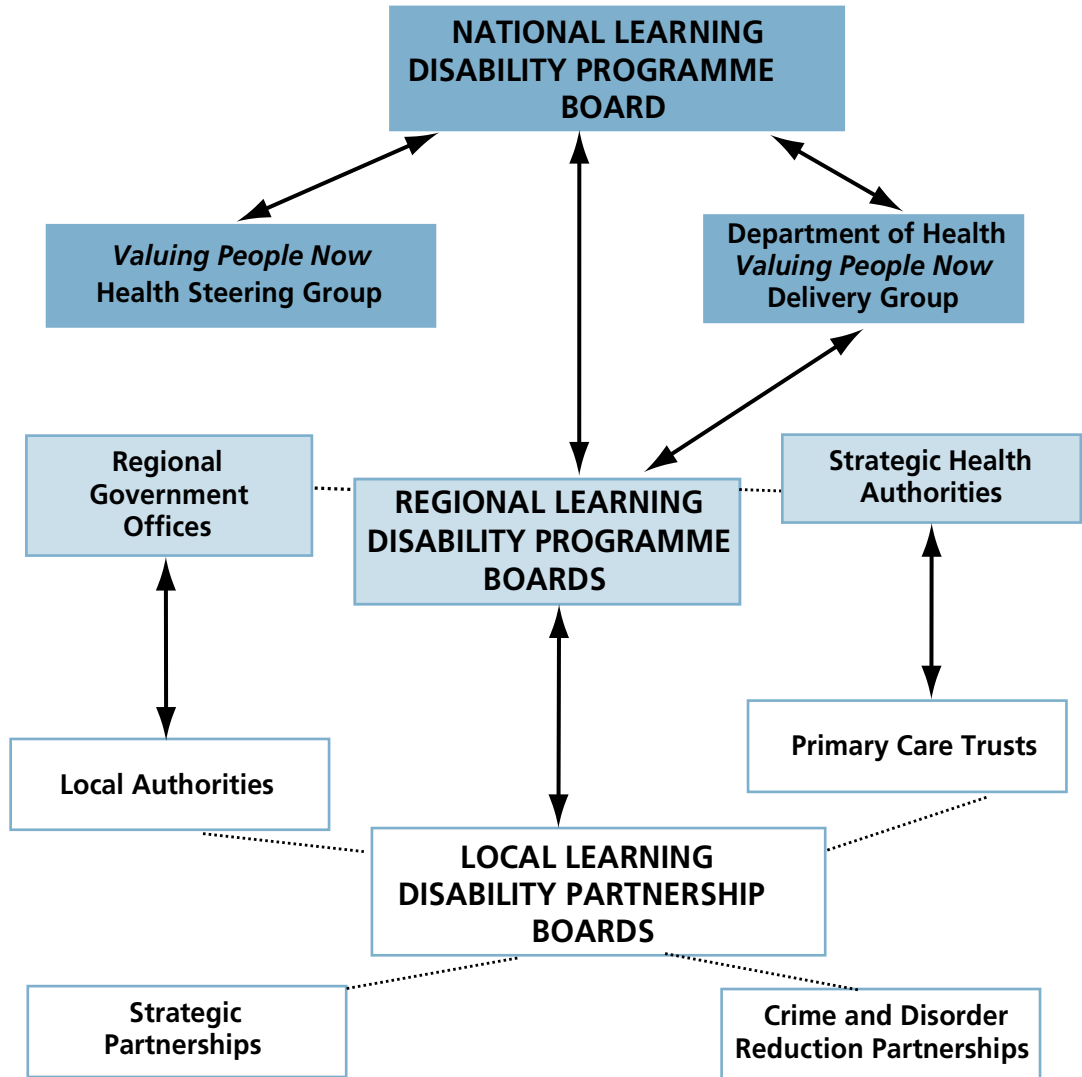 NATIONAL LEARNING
DISABILITY PROGRAMME
BOARD
Valuing People Now
Health Steering Group
Department of Health
Valuing People Now
Delivery Group
Regional
Government
Offices
REGIONAL LEARNING
DISABILITY PROGRAMME
BOARDS
Strategic Health
Authorities
Local Authorities
Primary Care Trusts
LOCAL LEARNING
DISABILITY PARTNERSHIP
BOARDS
Strategic
Partnerships
Crime and Disorder
Reduction Partnerships